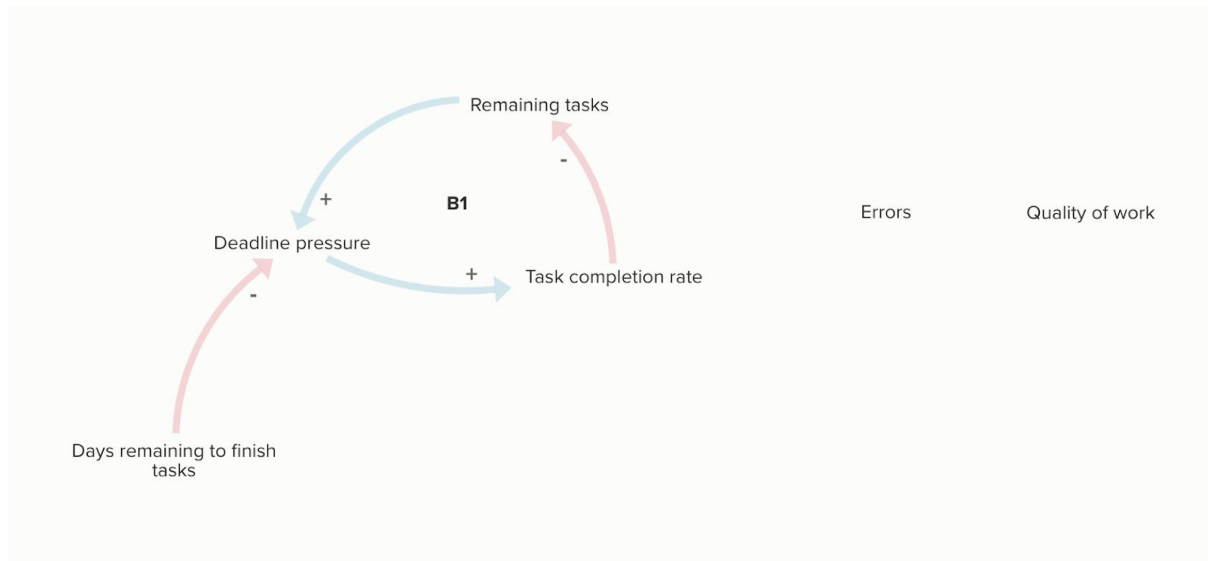 Remaining tasks
-
+
B1
Errors
Quality of work
Deadline pressure
+
Task completion rate
-
Days remaining to finish
tasks